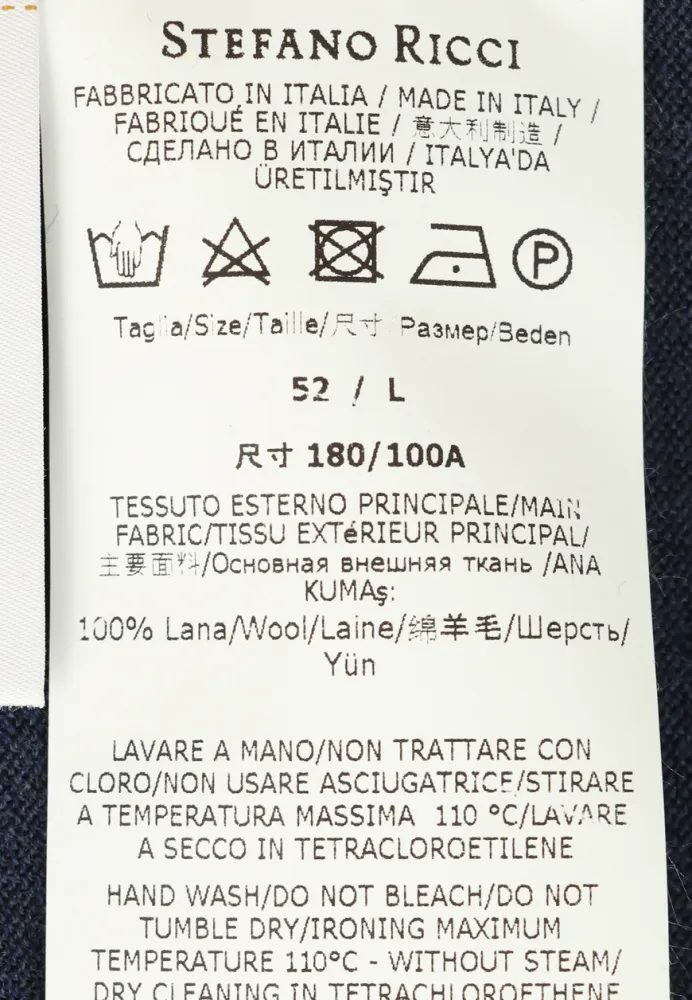 STEFANO RICCI
FABBRICATO IN ITALIA / MADE IN ITALY /
FABRIQUÉ EN ITALIE / 意大利制造 /
СДЕЛАНО В ИТАЛИИ / ITALYA'DA
ÜRETILMIŞTIR
P
Taglia/Size/Taille/尺寸 Размер/Beden
52 / L
尺寸 180/100A
TESSUTO ESTERNO PRINCIPALE/MAIN
FABRIC/TISSU EXTéRIEUR PRINCIPAL/
主要面料/Основная внешняя ткань /ANA
KUMAş:
100% Lana/Wool/Laine/绵羊毛/Шерсть/
Yün
LAVARE A MANO/NON TRATTARE CON
CLORO/NON USARE ASCIUGATRICE/STIRARE
A TEMPERATURA MASSIMA 110 °C/LAVARE
A SECCO IN TETRACLOROETILENE
HAND WASH/DO NOT BLEACH/DO NOT
TUMBLE DRY/IRONING MAXIMUM
TEMPERATURE 110°C - WITHOUT STEAM/
DRY CLEANING IN TETRACHLOROETHENE